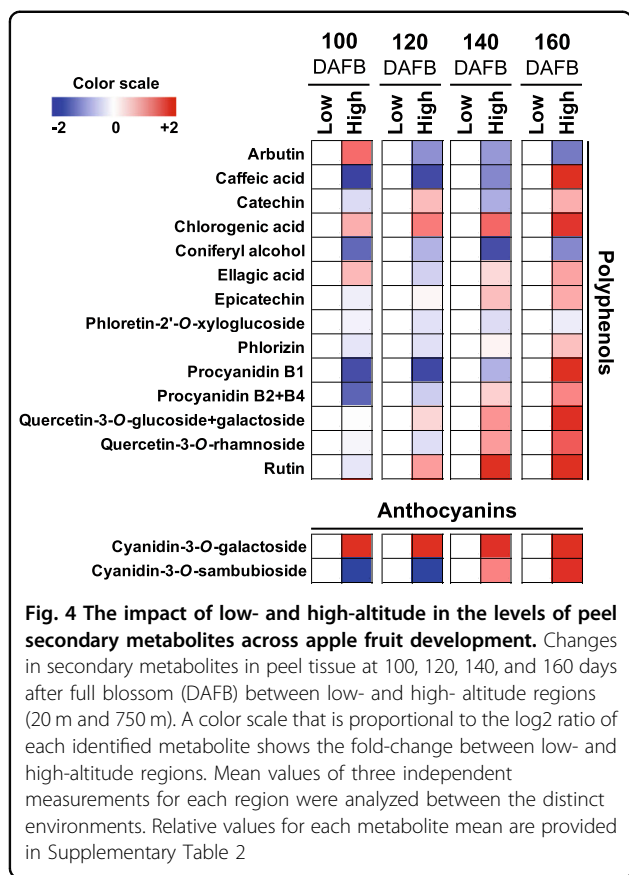 100 120 140 160
DAFB DAFB DAFB DAFB
Color scale
-2 0 +2
Low High Low High Low High Low High
Arbutin
Caffeic acid
Catechin
Chlorogenic acid
Coniferyl alcohol
Ellagic acid
Epicatechin
Phloretin-2'-O-xyloglucoside
Phlorizin
Procyanidin B1
Procyanidin B2+B4
Quercetin-3-O-glucoside+galactoside
Quercetin-3-O-rhamnoside
Rutin
Polyphenols
Anthocyanins
Cyanidin-3-O-galactoside
Cyanidin-3-O-sambubioside
Fig. 4 The impact of low- and high-altitude in the levels of peel
secondary metabolites across apple fruit development. Changes
in secondary metabolites in peel tissue at 100, 120, 140, and 160 days
after full blossom (DAFB) between low- and high- altitude regions
(20 m and 750 m). A color scale that is proportional to the log2 ratio of
each identified metabolite shows the fold-change between low- and
high-altitude regions. Mean values of three independent
measurements for each region were analyzed between the distinct
environments. Relative values for each metabolite mean are provided
in Supplementary Table 2